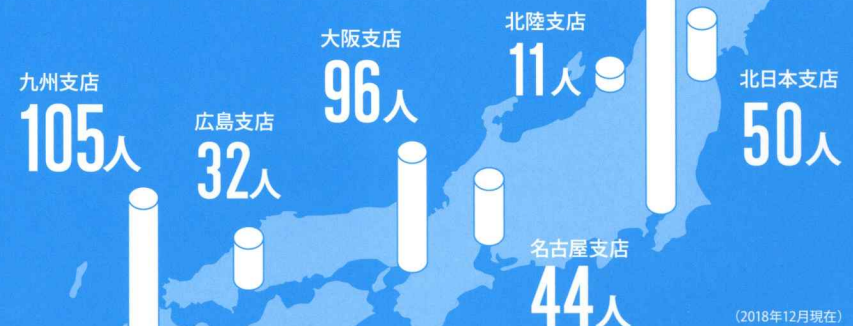 九州支店
105人
広島支店
32人
大阪支店
96人
北陸支店
11人
北日本支店
50人
名古屋支店
44人
（2018年12月現在）